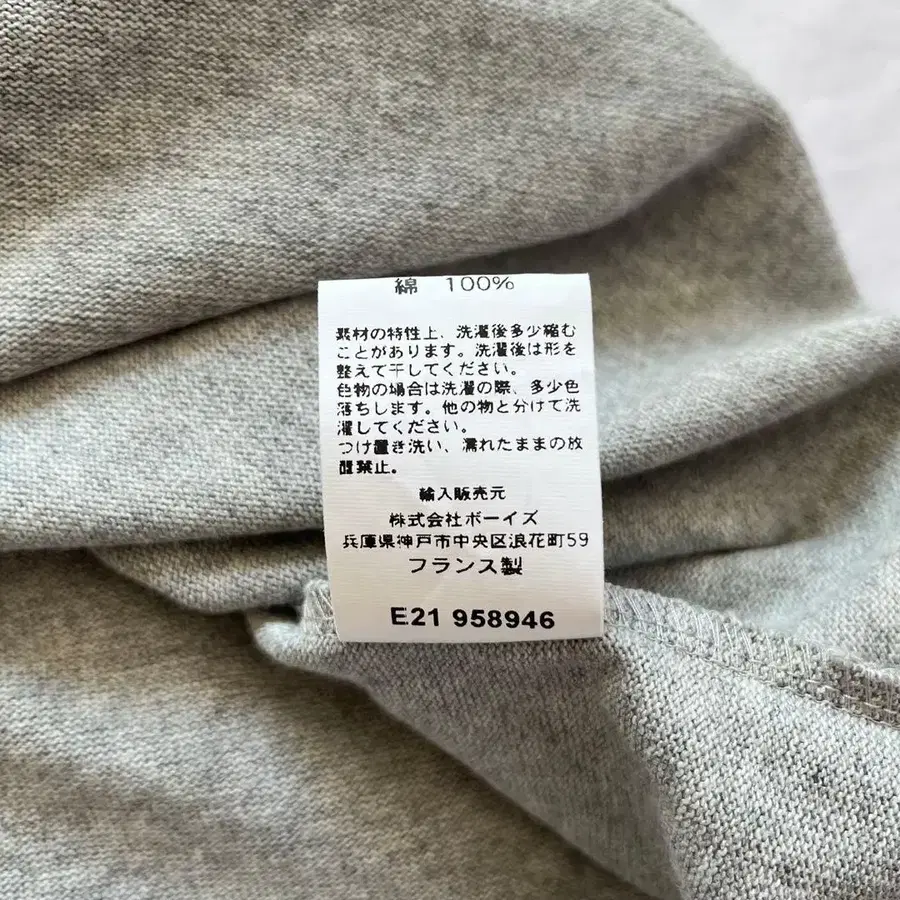 綿 100%
素材の特性上、洗濯後多少縮む
ことがあります。洗濯後は形を
整えて干してください。
色物の場合は洗濯の際、多少色
落ちします。他の物と分けて洗
濯してください。
つけ置き洗い、濡れたままの放
置禁止。
輸入販売元
株式会社ボーイズ
兵庫県神戸市中央区浪花町59
フランス製
E21 958946